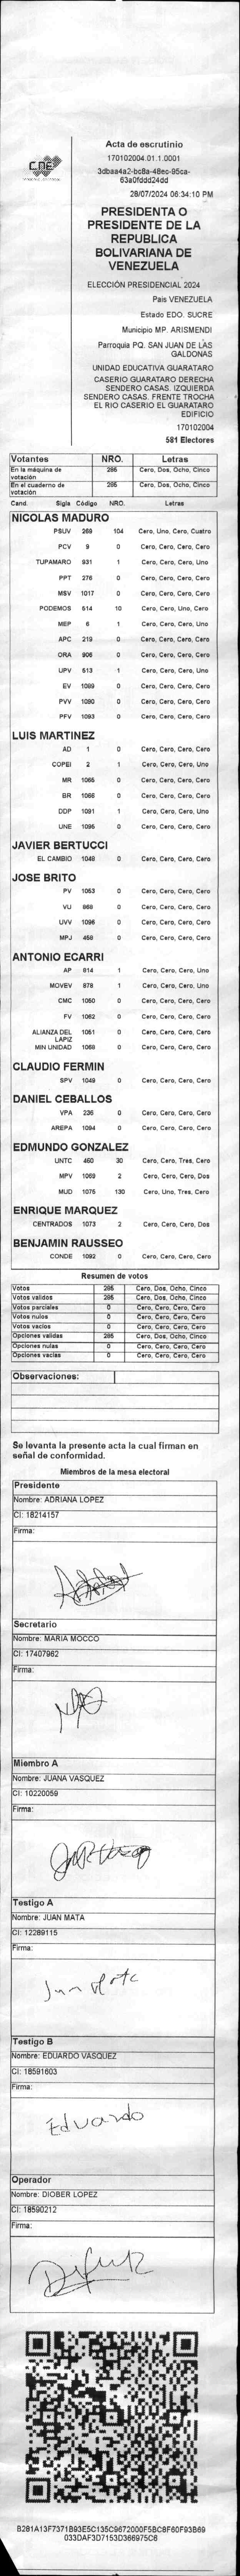 CNE
Acta de escrutinio
170102004.01.1.0001
3dbaa4a2-bc8a-48ec-95ca-
63a0fddd24dd
28/07/2024 06:34:10 PM
PRESIDENTA O
PRESIDENTE DE LA
REPUBLICA
BOLIVARIANA DE
VENEZUELA
ELECCIÓN PRESIDENCIAL 2024
Pais VENEZUELA
Estado EDO. SUCRE
Municipio MP. ARISMENDI
Parroquia PQ. SAN JUAN DE LAS
GALDONAS
UNIDAD EDUCATIVA GUARATARO
CASERIO GUARATARO DERECHA
SENDERO CASAS. IZQUIERDA
SENDERO CASAS. FRENTE TROCHA
EL RIO CASERIO EL GUARATARO
EDIFICIO
170102004
581 Electores
Votantes NRO. Letras
En la máquina de votación 285 Cero, Dos, Ocho, Cinco
En el cuaderno de votación 285 Cero, Dos, Ocho, Cinco
Cand. Sigla Código NRO. Letras
NICOLAS MADURO
PSUV 269 104 Cero, Uno, Cero, Cuatro
PCV 9 0 Cero, Cero, Cero, Cero
TUPAMARO 931 1 Cero, Cero, Cero, Uno
PPT 276 0 Cero, Cero, Cero, Cero
MSV 1017 0 Cero, Cero, Cero, Cero
PODEMOS 514 10 Cero, Cero, Uno, Cero
MEP 6 1 Cero, Cero, Cero, Uno
APC 219 0 Cero, Cero, Cero, Cero
ORA 906 0 Cero, Cero, Cero, Cero
UPV 513 1 Cero, Cero, Cero, Uno
EV 1089 0 Cero, Cero, Cero, Cero
PVV 1090 0 Cero, Cero, Cero, Cero
PFV 1093 0 Cero, Cero, Cero, Cero
LUIS MARTINEZ
AD 1 0 Cero, Cero, Cero, Cero
COPEI 2 1 Cero, Cero, Cero, Uno
MR 1065 0 Cero, Cero, Cero, Cero
BR 1066 0 Cero, Cero, Cero, Cero
DDP 1091 1 Cero, Cero, Cero, Uno
UNE 1095 0 Cero, Cero, Cero, Cero
JAVIER BERTUCCI
EL CAMBIO 1048 0 Cero, Cero, Cero, Cero
JOSE BRITO
PV 1053 0 Cero, Cero, Cero, Cero
VU 868 0 Cero, Cero, Cero, Cero
UVV 1096 0 Cero, Cero, Cero, Cero
MPJ 458 0 Cero, Cero, Cero, Cero
ANTONIO ECARRI
AP 814 1 Cero, Cero, Cero, Uno
MOVEV 878 1 Cero, Cero, Cero, Uno
CMC 1050 0 Cero, Cero, Cero, Cero
FV 1062 0 Cero, Cero, Cero, Cero
ALIANZA DEL LAPIZ 1051 0 Cero, Cero, Cero, Cero
MIN UNIDAD 1068 0 Cero, Cero, Cero, Cero
CLAUDIO FERMIN
SPV 1049 0 Cero, Cero, Cero, Cero
DANIEL CEBALLOS
VPA 236 0 Cero, Cero, Cero, Cero
AREPA 1094 0 Cero, Cero, Cero, Cero
EDMUNDO GONZALEZ
UNTC 460 30 Cero, Cero, Tres, Cero
MPV 1069 2 Cero, Cero, Cero, Dos
MUD 1075 130 Cero, Uno, Tres, Cero
ENRIQUE MARQUEZ
CENTRADOS 1073 2 Cero, Cero, Cero, Dos
BENJAMIN RAUSSEO
CONDE 1092 0 Cero, Cero, Cero, Cero
Resumen de votos
Votos 285 Cero, Dos, Ocho, Cinco
Votos validos 285 Cero, Dos, Ocho, Cinco
Votos parciales 0 Cero, Cero, Cero, Cero
Votos nulos 0 Cero, Cero, Cero, Cero
Votos vacios 0 Cero, Cero, Cero, Cero
Opciones validas 285 Cero, Dos, Ocho, Cinco
Opciones nulas 0 Cero, Cero, Cero, Cero
Opciones vacias 0 Cero, Cero, Cero, Cero
Observaciones:
Se levanta la presente acta la cual firman en
señal de conformidad.
Miembros de la mesa electoral
Presidente
Nombre: ADRIANA LOPEZ
CI: 18214157
Firma:
Secretario
Nombre: MARIA MOCCO
CI: 17407962
Firma:
Miembro A
Nombre: JUANA VASQUEZ
CI: 10220059
Firma:
Testigo A
Nombre: JUAN MATA
CI: 12289115
Firma:
Testigo B
Nombre: EDUARDO VASQUEZ
CI: 18591603
Firma:
Eduardo
Operador
Nombre: DIOBER LOPEZ
CI: 18590212
Firma:
B281A13F7371B93E5C135C9672000F5BC8F60F93B69
033DAF3D7153D366975C6